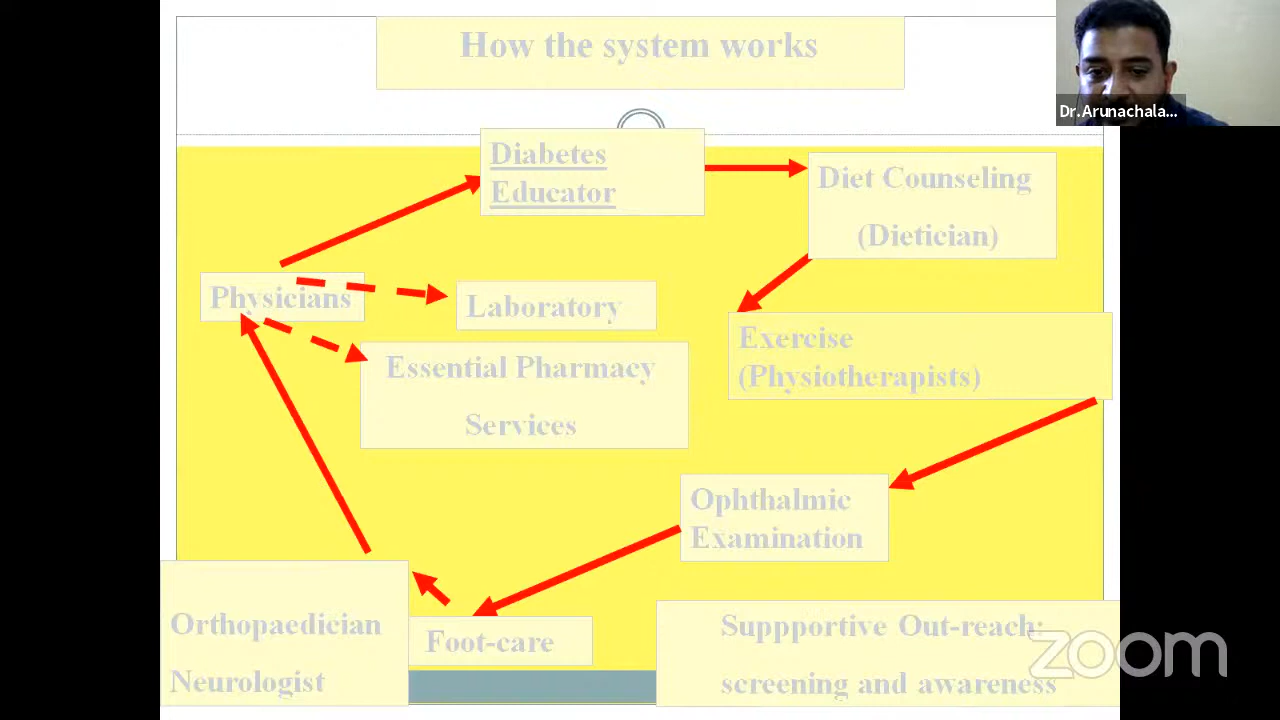 How the system works
Dr.Arunachala...
Diabetes
Educator
Diet Counseling
(Dietician)
Physicians
Laboratory
Essential Pharmacy
Services
Exercise
(Physiotherapists)
Ophthalmic
Examination
Orthopaedician
Neurologist
Foot-care
Suppportive Out-reach:
screening and awareness
zoom